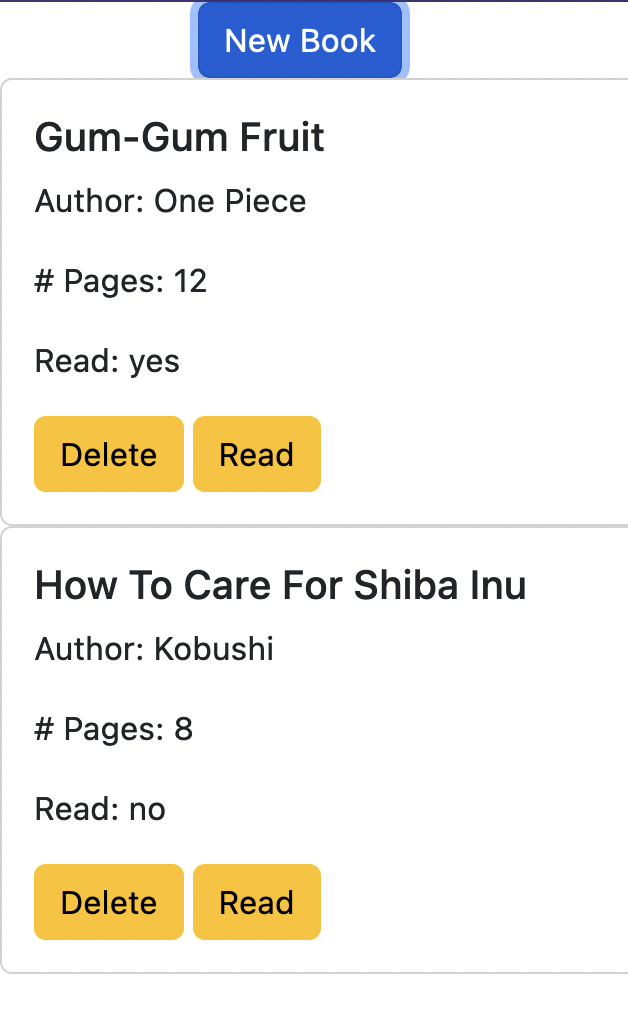 New Book
Gum-Gum Fruit
Author: One Piece
# Pages: 12
Read: yes
Delete Read
How To Care For Shiba Inu
Author: Kobushi
# Pages: 8
Read: no
Delete Read